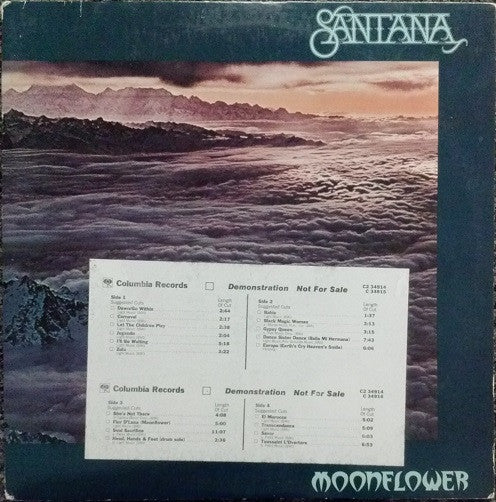 SANTANA
Columbia Records Demonstration Not For Sale C2 34914
C 34915
Side 1
Suggested Cuts Length Of Cut
Dawn/Go Within 2:44
Carnaval 2:17
Let The Children Play 2:38
Jugando 2:04
I'll Be Waiting 5:18
Zulu 3:22
Side 2
Suggested Cuts Length Of Cut
Bahia 1:37
Black Magic Woman 3:13
Gypsy Queen 3:15
Dance Sister Dance (Baila Mi Hermana) 7:43
Europa (Earth's Cry Heaven's Smile) 6:06
Columbia Records Demonstration Not For Sale C2 34914
C 34916
Side 3
Suggested Cuts Length Of Cut
She's Not There 4:08
Flor D'Luna (Moonflower) 5:00
Soul Sacrifice 11:07
Head, Hands & Feet (drum solo) 2:36
Side 4
Suggested Cuts Length Of Cut
El Morocco 5:02
Transcendance 5:09
Savor 6:03
Toussaint L'Overture 6:53
MOONFLOWER